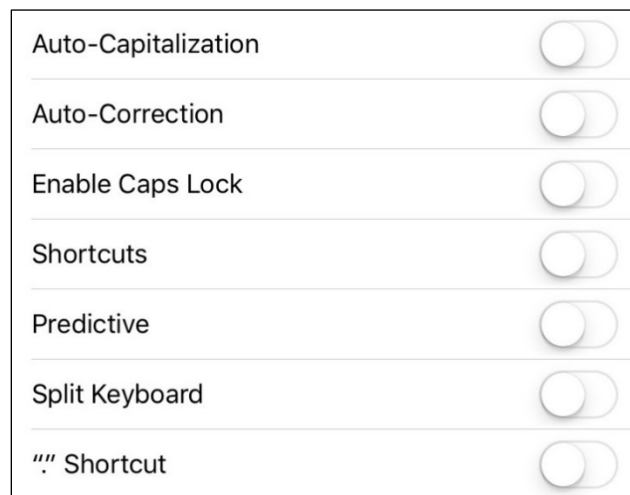 Auto-Capitalization
Auto-Correction
Enable Caps Lock
Shortcuts
Predictive
Split Keyboard
“.” Shortcut